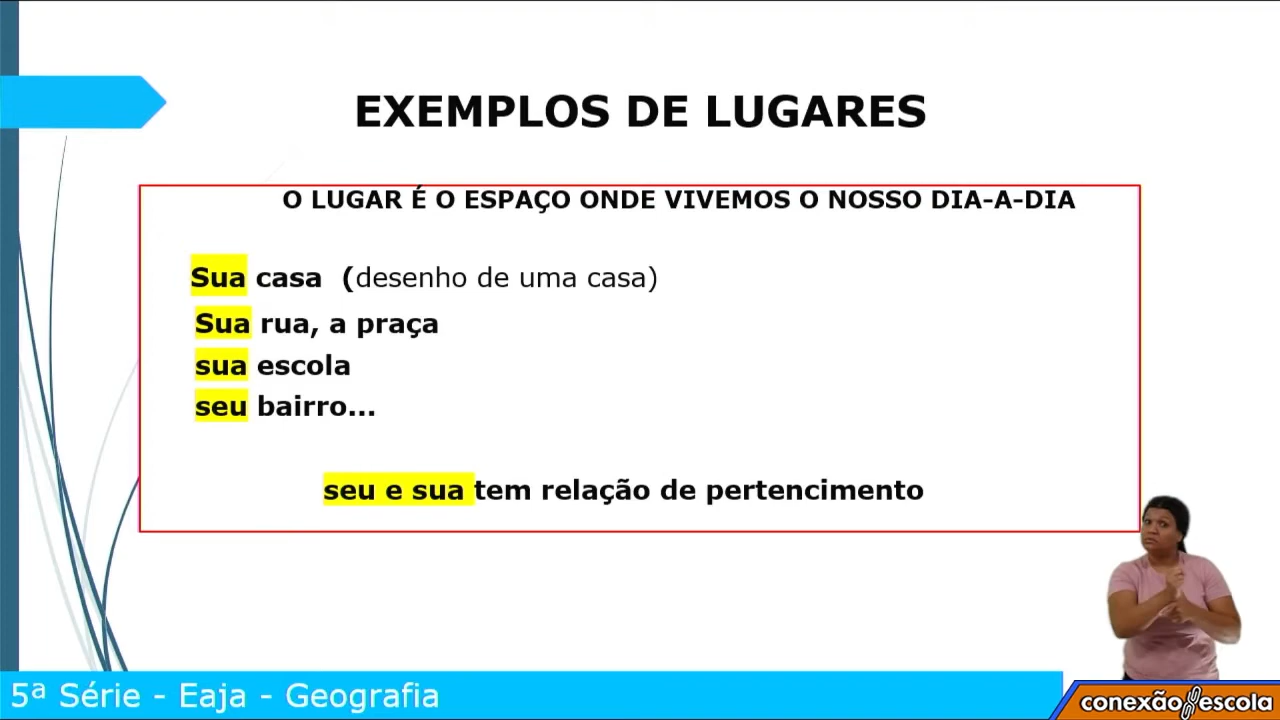 EXEMPLOS DE LUGARES
O LUGAR É O ESPAÇO ONDE VIVEMOS O NOSSO DIA-A-DIA
Sua casa (desenho de uma casa)
Sua rua, a praça
sua escola
seu bairro...
seu e sua tem relação de pertencimento
5ª Série - Eaja - Geografia
conexão escola